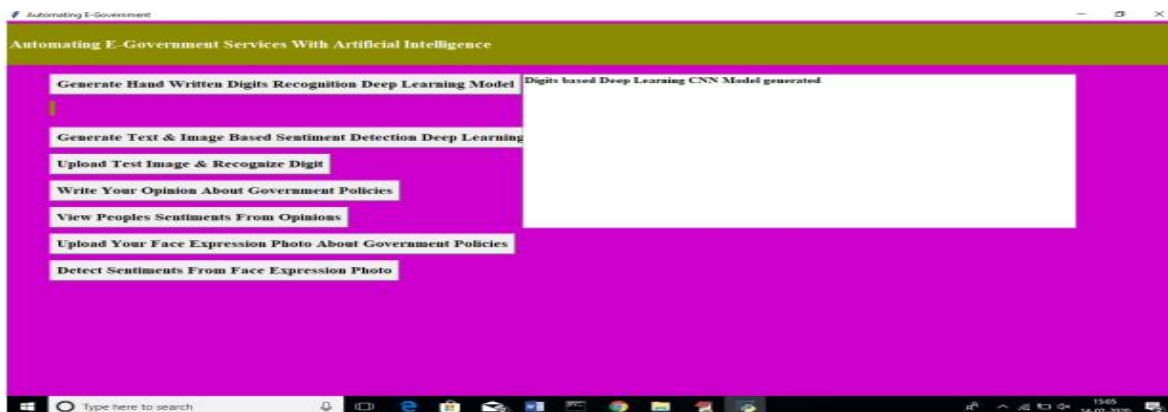 Automating E-Government
Automating E-Government Services With Artificial Intelligence
Generate Hand Written Digits Recognition Deep Learning Model
Digits based Deep Learning CNN Model generated
Generate Text & Image Based Sentiment Detection Deep Learning
Upload Test Image & Recognize Digit
Write Your Opinion About Government Policies
View Peoples Sentiments From Opinions
Upload Your Face Expression Photo About Government Policies
Detect Sentiments From Face Expression Photo
Type here to search
15:05